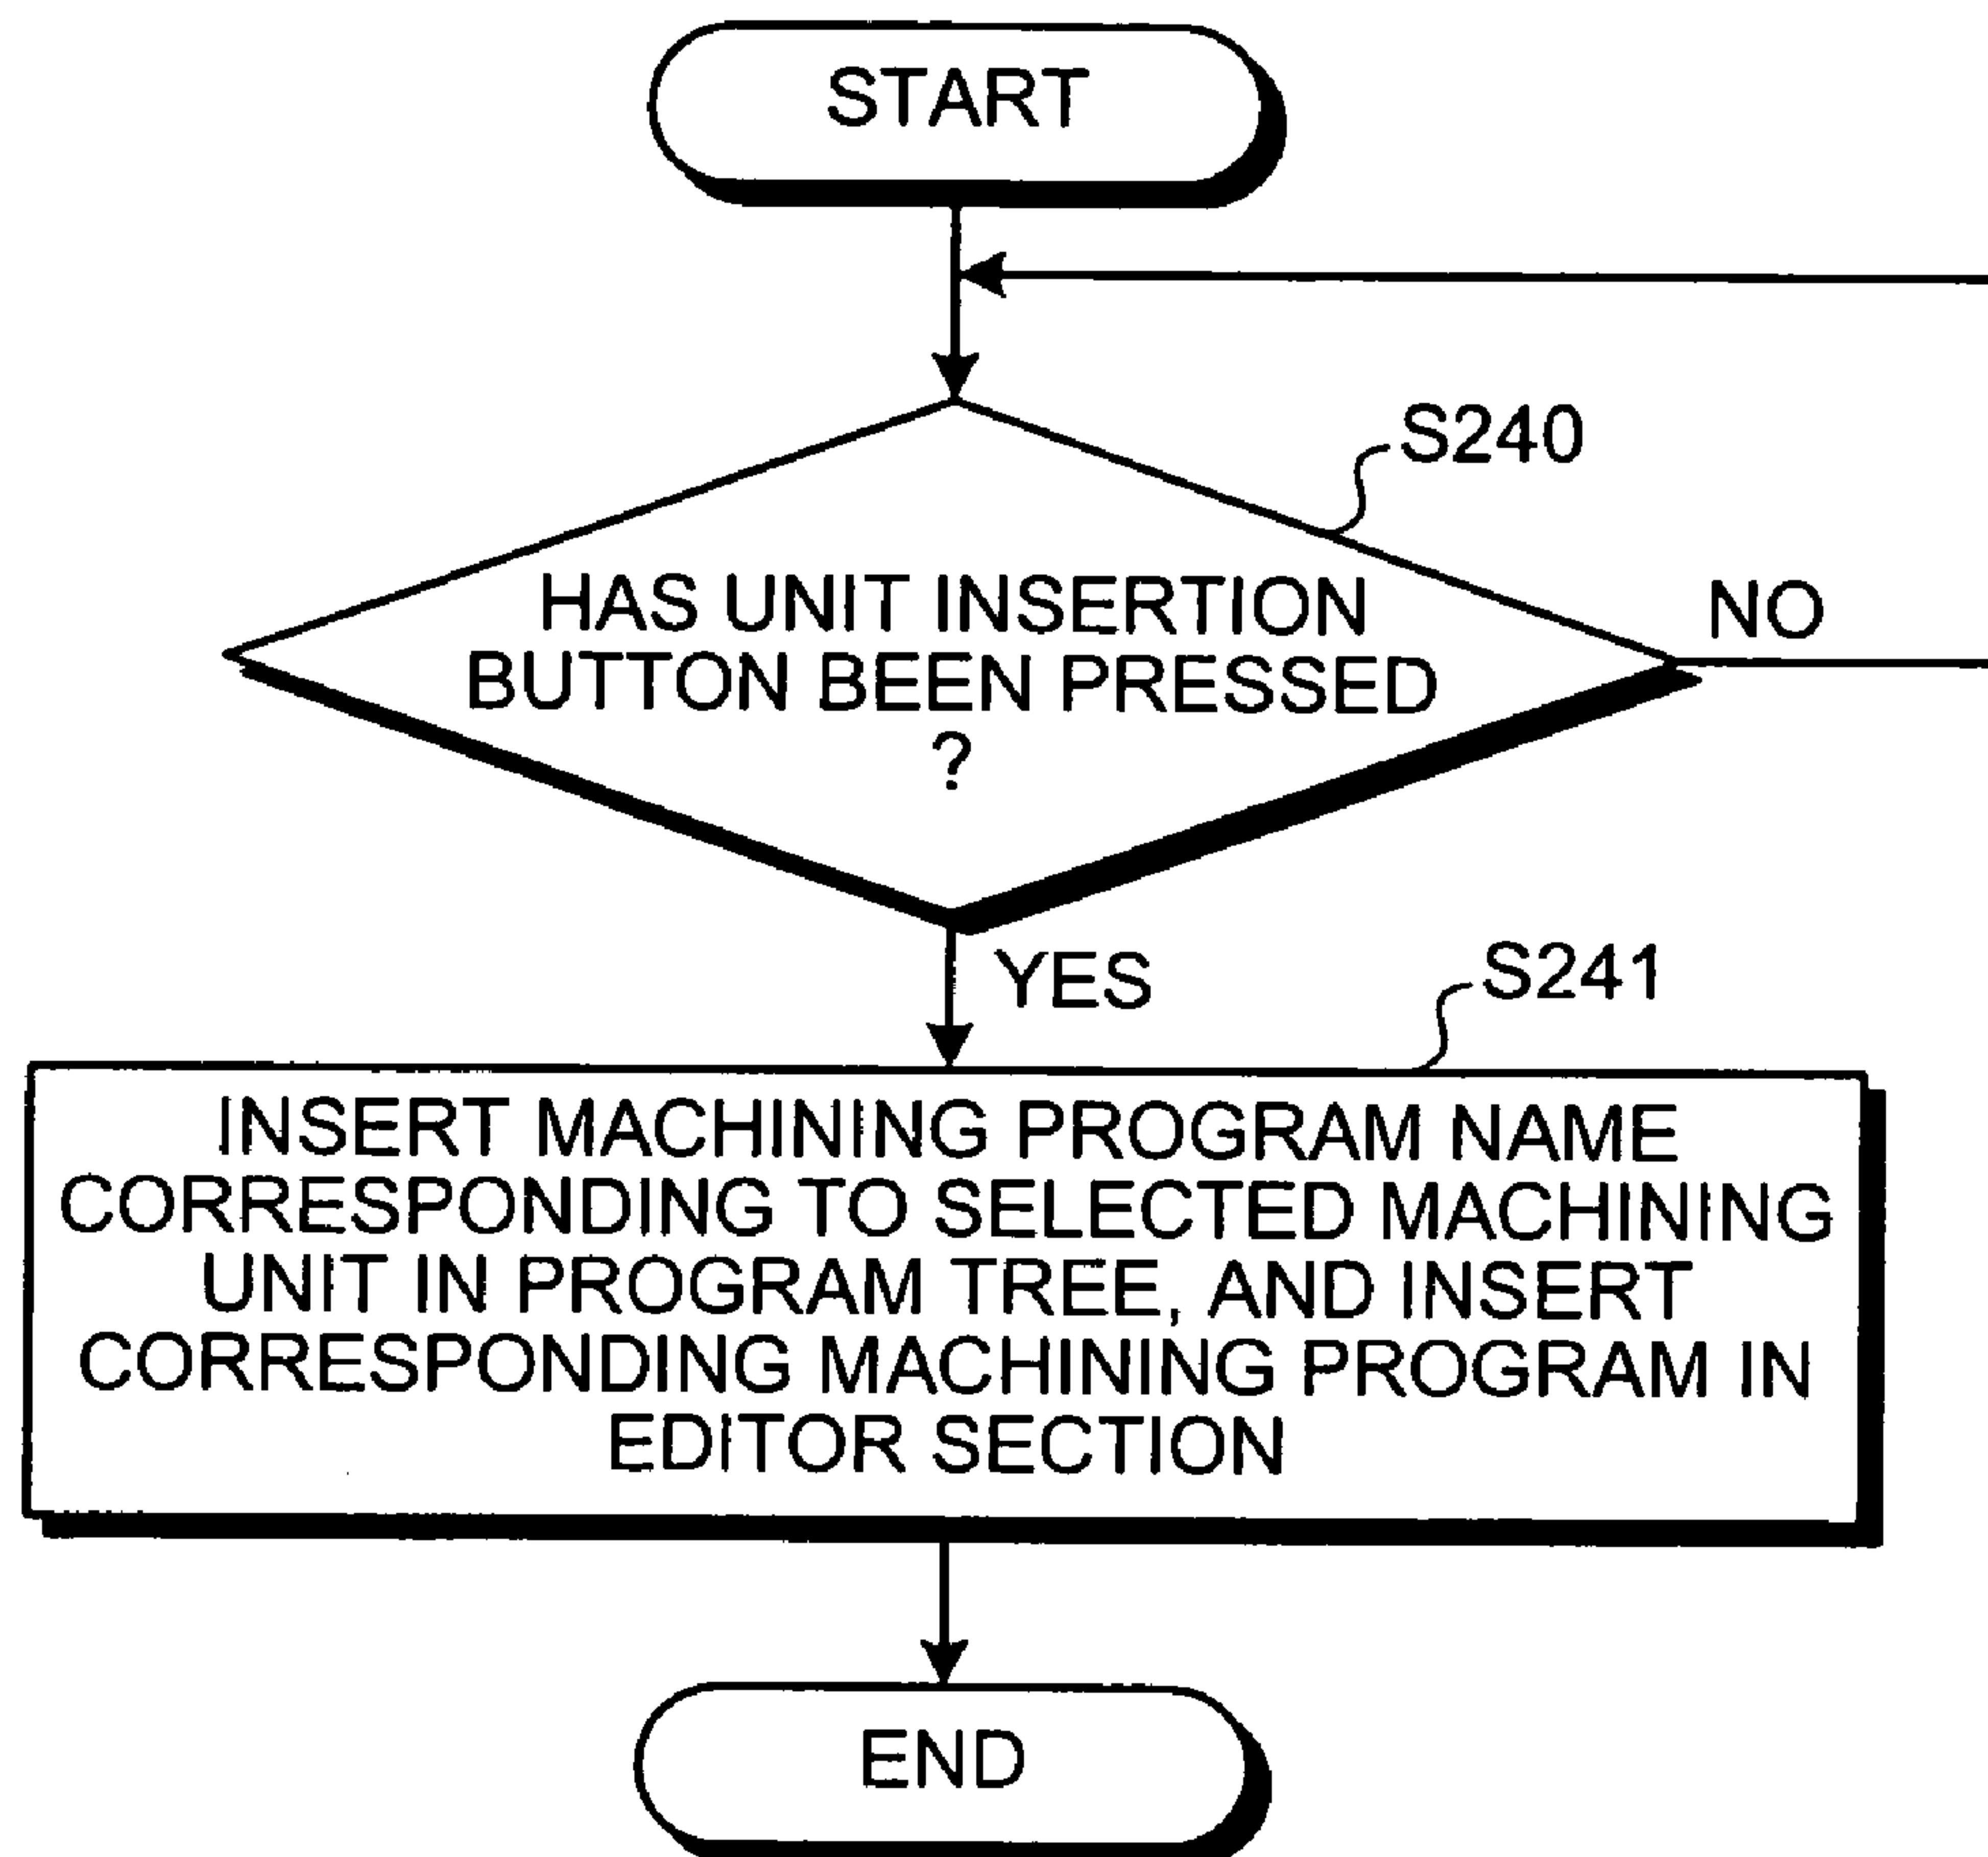 START
S240
HAS UNIT INSERTION
BUTTON BEEN PRESSED
?
NO
YES
S241
INSERT MACHINING PROGRAM NAME
CORRESPONDING TO SELECTED MACHINING
UNIT IN PROGRAM TREE, AND INSERT
CORRESPONDING MACHINING PROGRAM IN
EDITOR SECTION
END